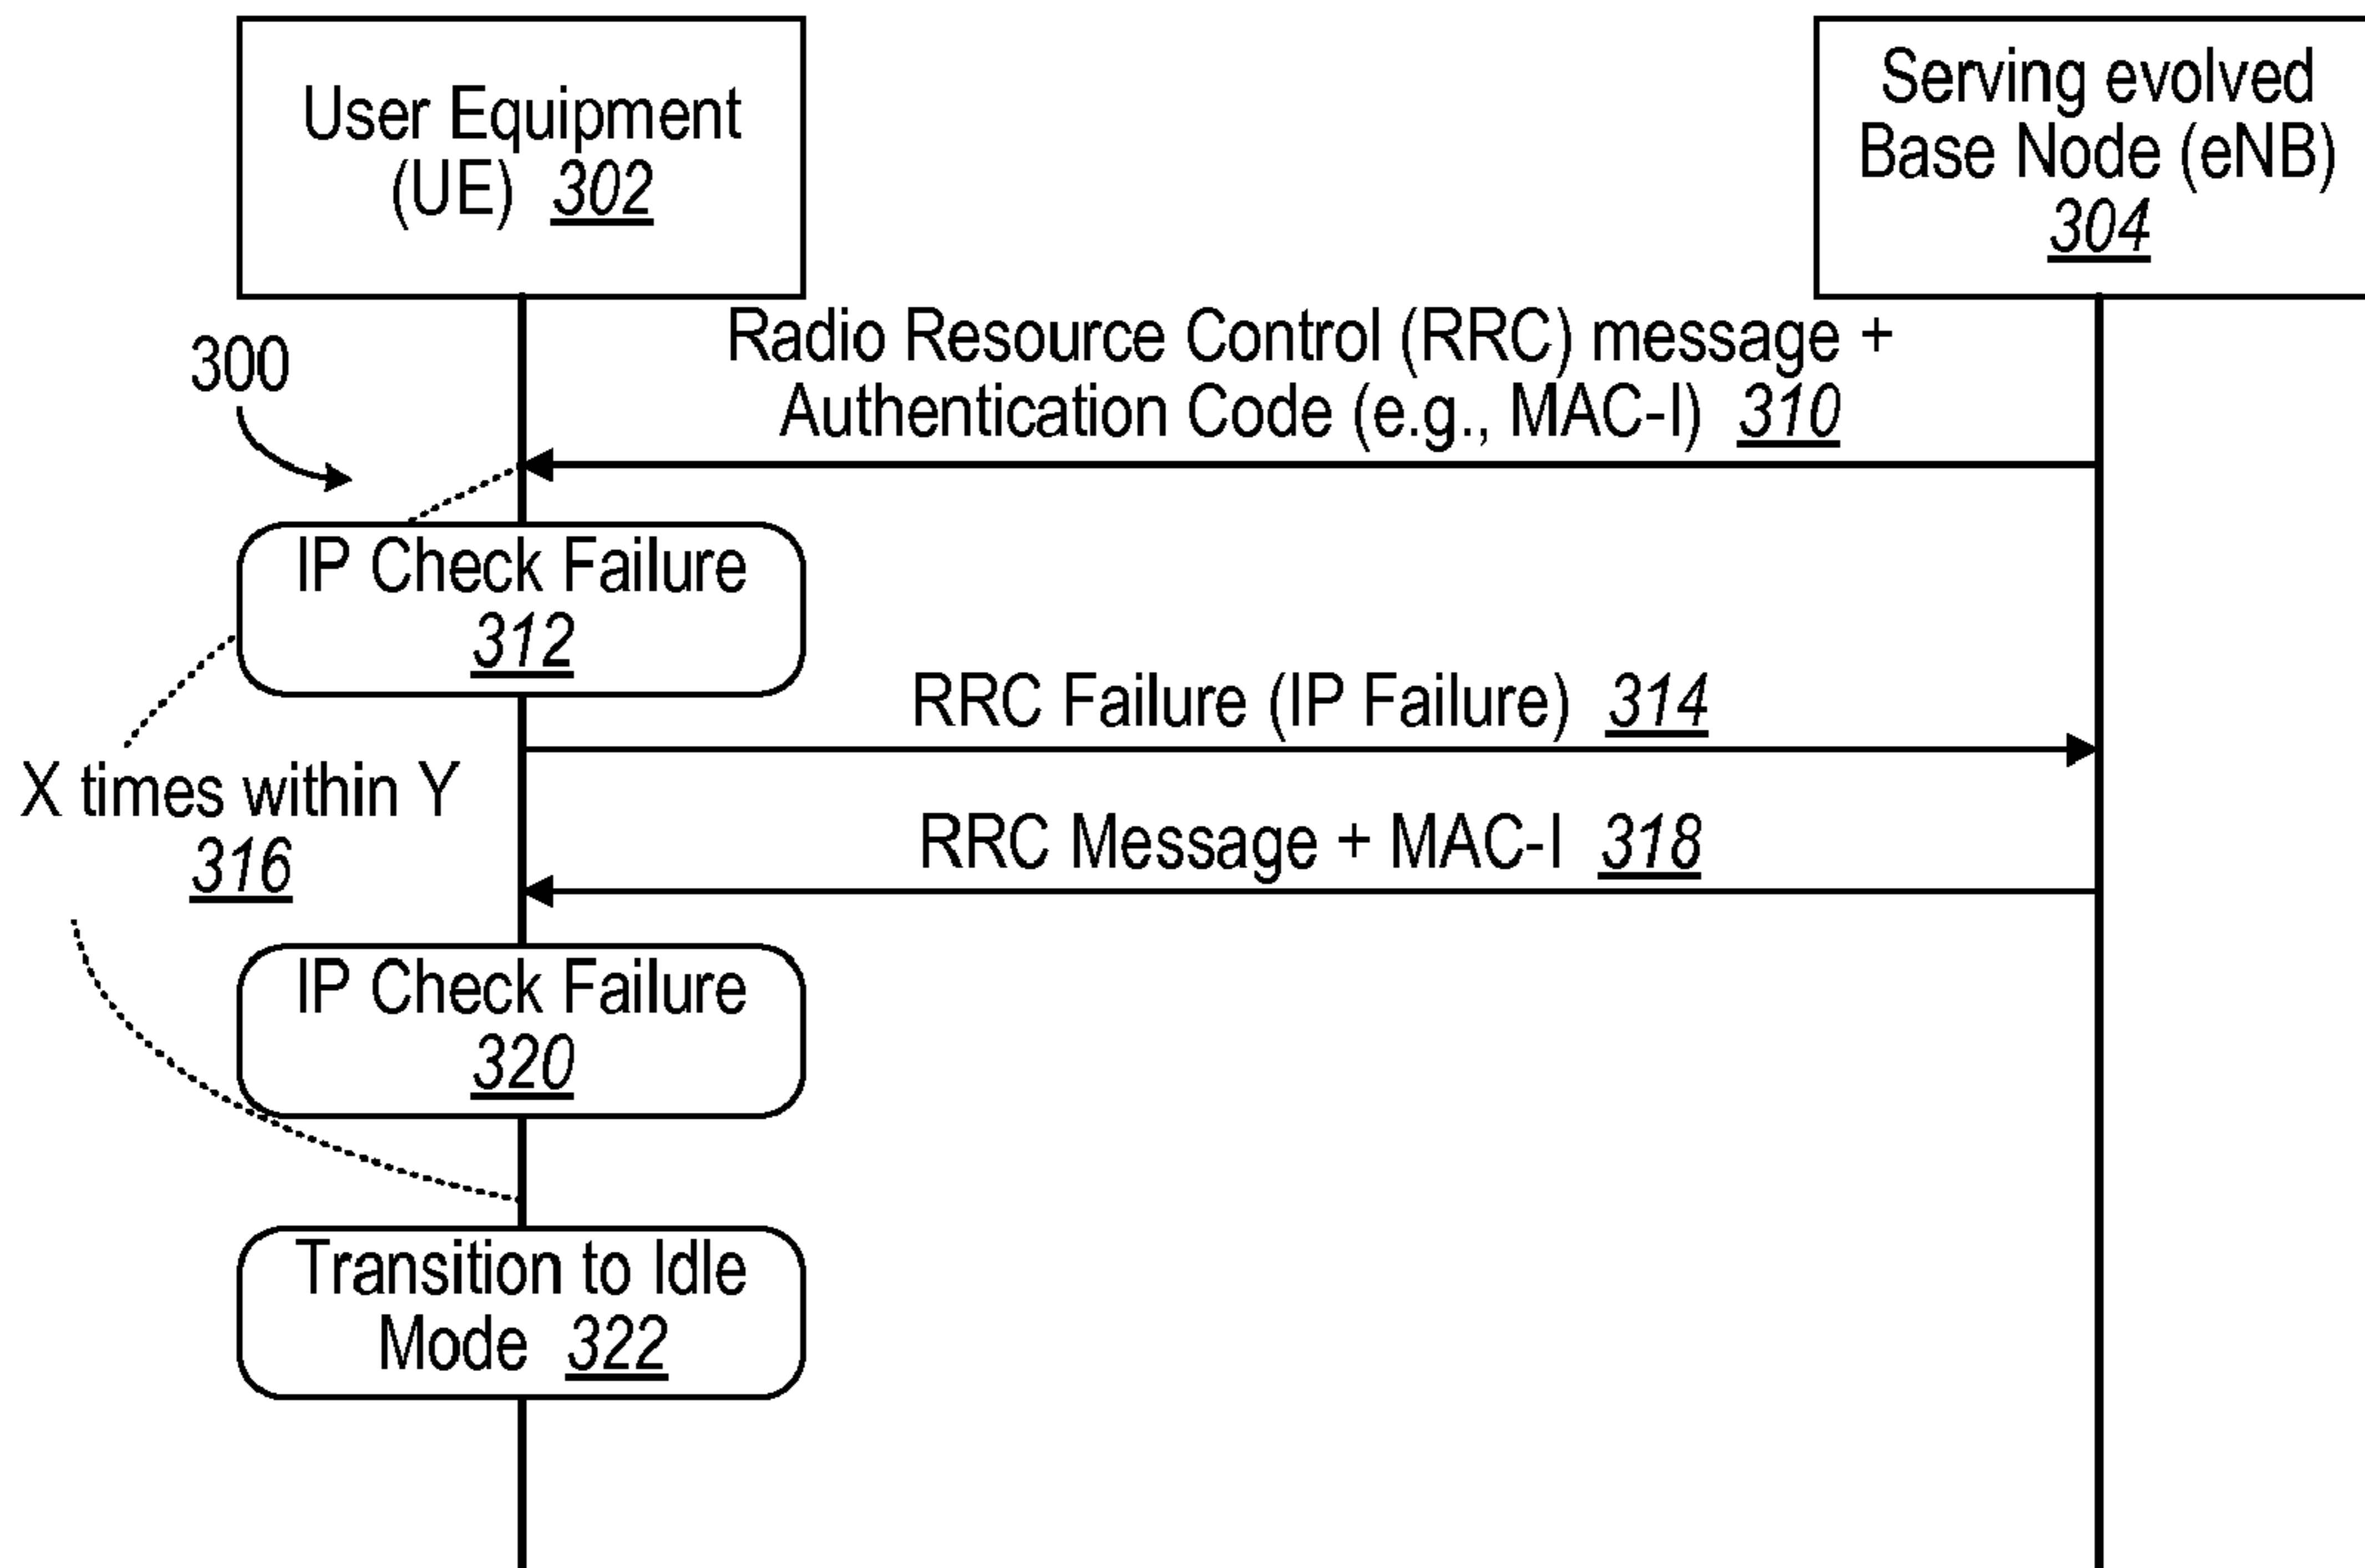 User Equipment
(UE) 302
Serving evolved
Base Node (eNB)
304
300
Radio Resource Control (RRC) message +
Authentication Code (e.g., MAC-I) 310
IP Check Failure
312
RRC Failure (IP Failure) 314
X times within Y
316
RRC Message + MAC-I 318
IP Check Failure
320
Transition to Idle
Mode 322